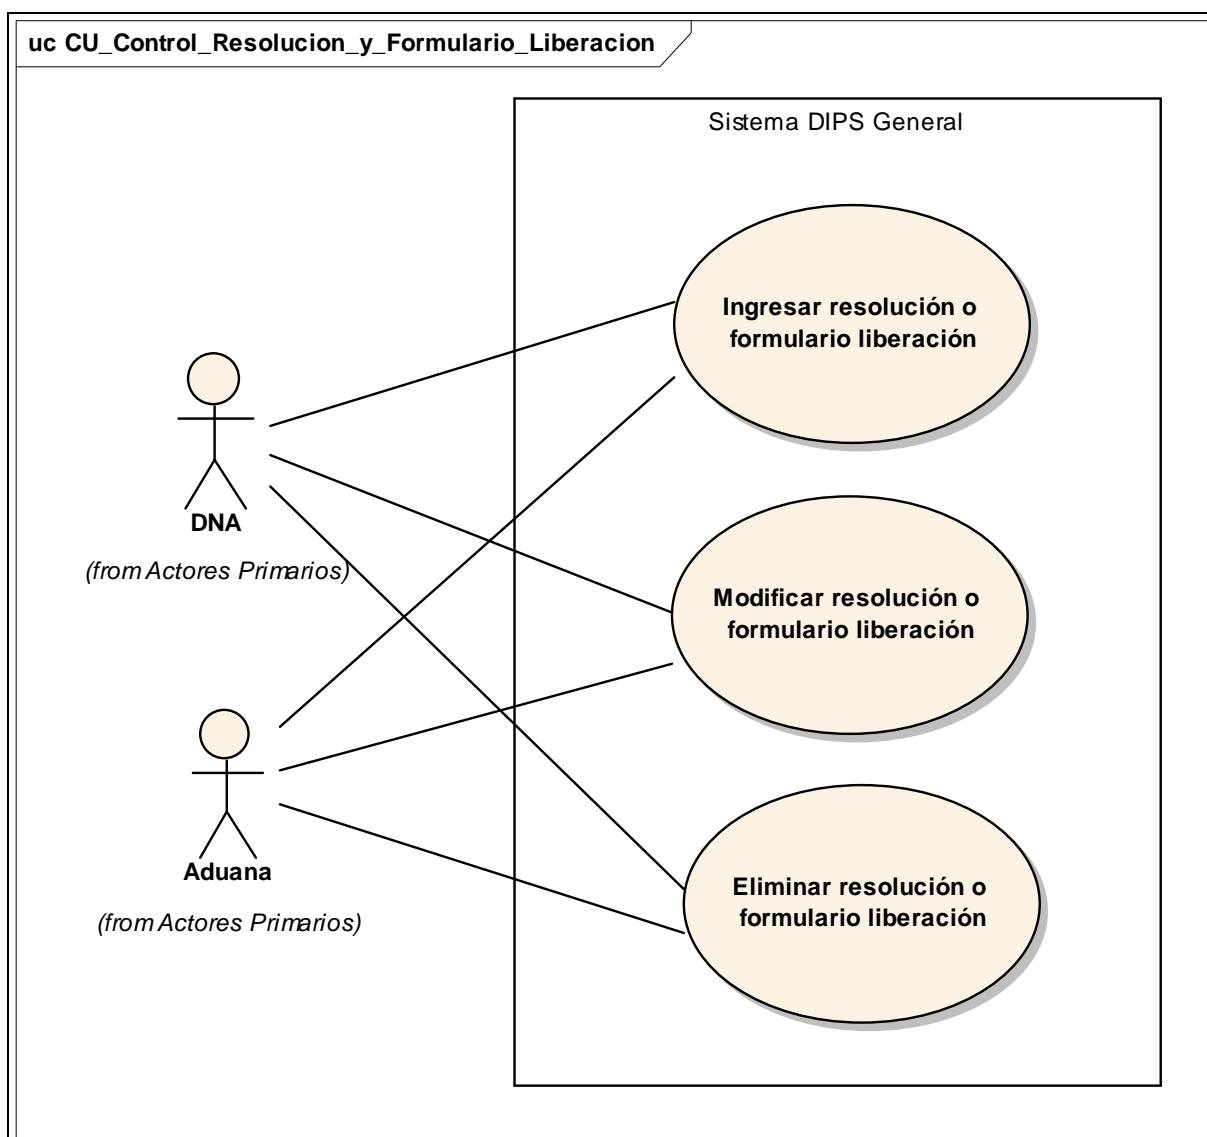 uc CU_Control_Resolucion_y_Formulario_Liberacion
Sistema DIPS General
Ingresar resolución o
formulario liberación
DNA
(from Actores Primarios)
Modificar resolución o
formulario liberación
Aduana
(from Actores Primarios)
Eliminar resolución o
formulario liberación